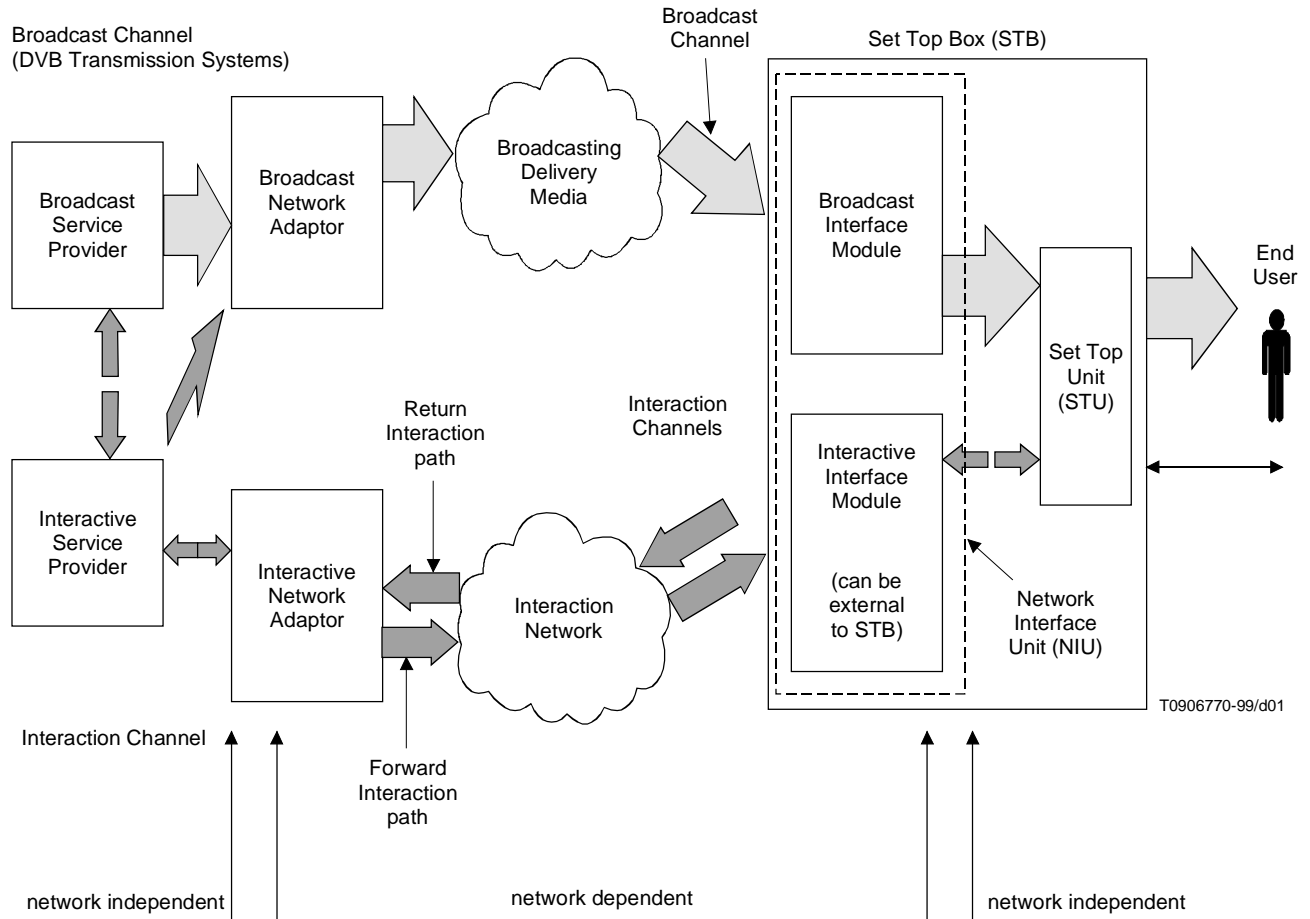 Broadcast Channel
(DVB Transmission Systems)
Broadcast
Channel
Set Top Box (STB)
Broadcast
Service
Provider
Broadcast
Network
Adaptor
Broadcasting
Delivery
Media
Broadcast
Interface
Module
Set Top
Unit
(STU)
End
User
Return
Interaction
path
Interaction
Channels
Interactive
Service
Provider
Interactive
Network
Adaptor
Interaction
Network
Interactive
Interface
Module
(can be
external
to STB)
Network
Interface
Unit (NIU)
T0906770-99/d01
Interaction Channel
Forward
Interaction
path
network independent
network dependent
network independent